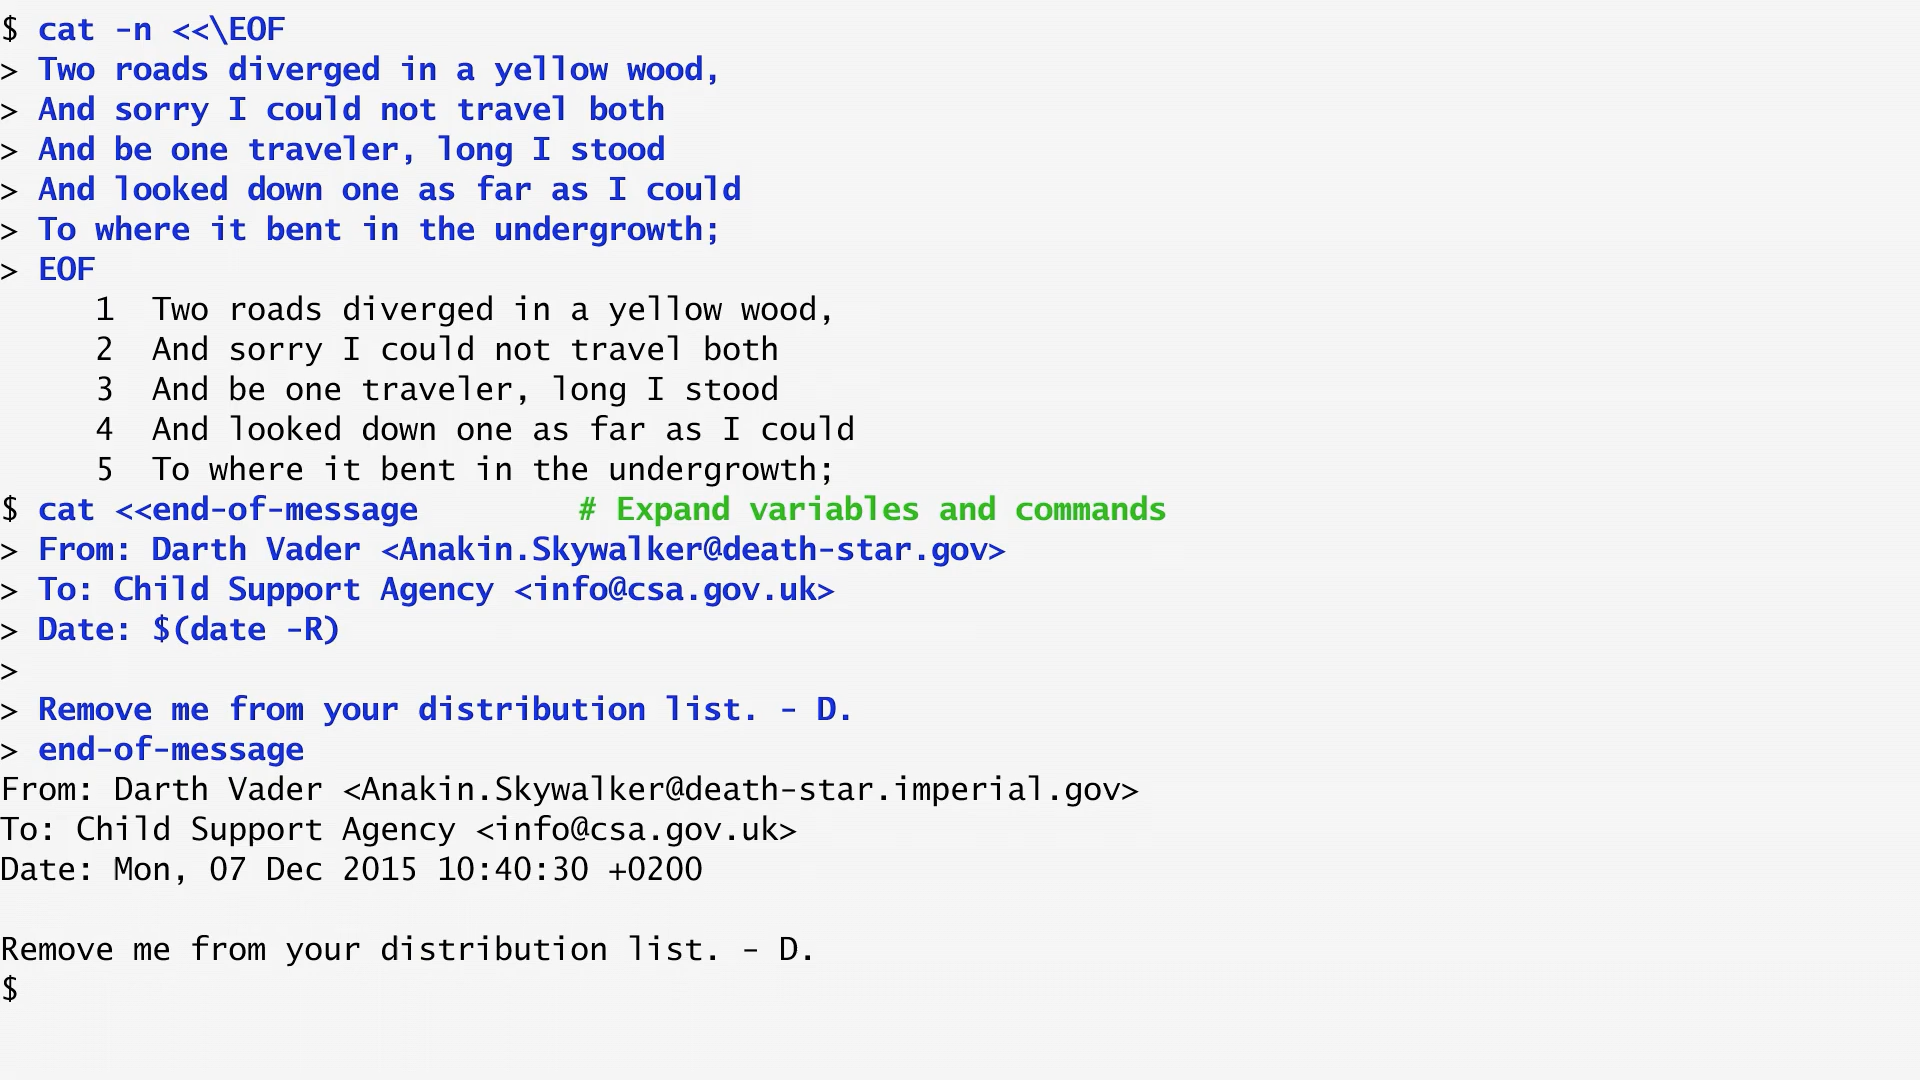 $ cat -n <<\EOF
> Two roads diverged in a yellow wood,
> And sorry I could not travel both
> And be one traveler, long I stood
> And looked down one as far as I could
> To where it bent in the undergrowth;
> EOF
     1  Two roads diverged in a yellow wood,
     2  And sorry I could not travel both
     3  And be one traveler, long I stood
     4  And looked down one as far as I could
     5  To where it bent in the undergrowth;
$ cat <<end-of-message # Expand variables and commands
> From: Darth Vader <Anakin.Skywalker@death-star.gov>
> To: Child Support Agency <info@csa.gov.uk>
> Date: $(date -R)
>
> Remove me from your distribution list. - D.
> end-of-message
From: Darth Vader <Anakin.Skywalker@death-star.imperial.gov>
To: Child Support Agency <info@csa.gov.uk>
Date: Mon, 07 Dec 2015 10:40:30 +0200

Remove me from your distribution list. - D.
$